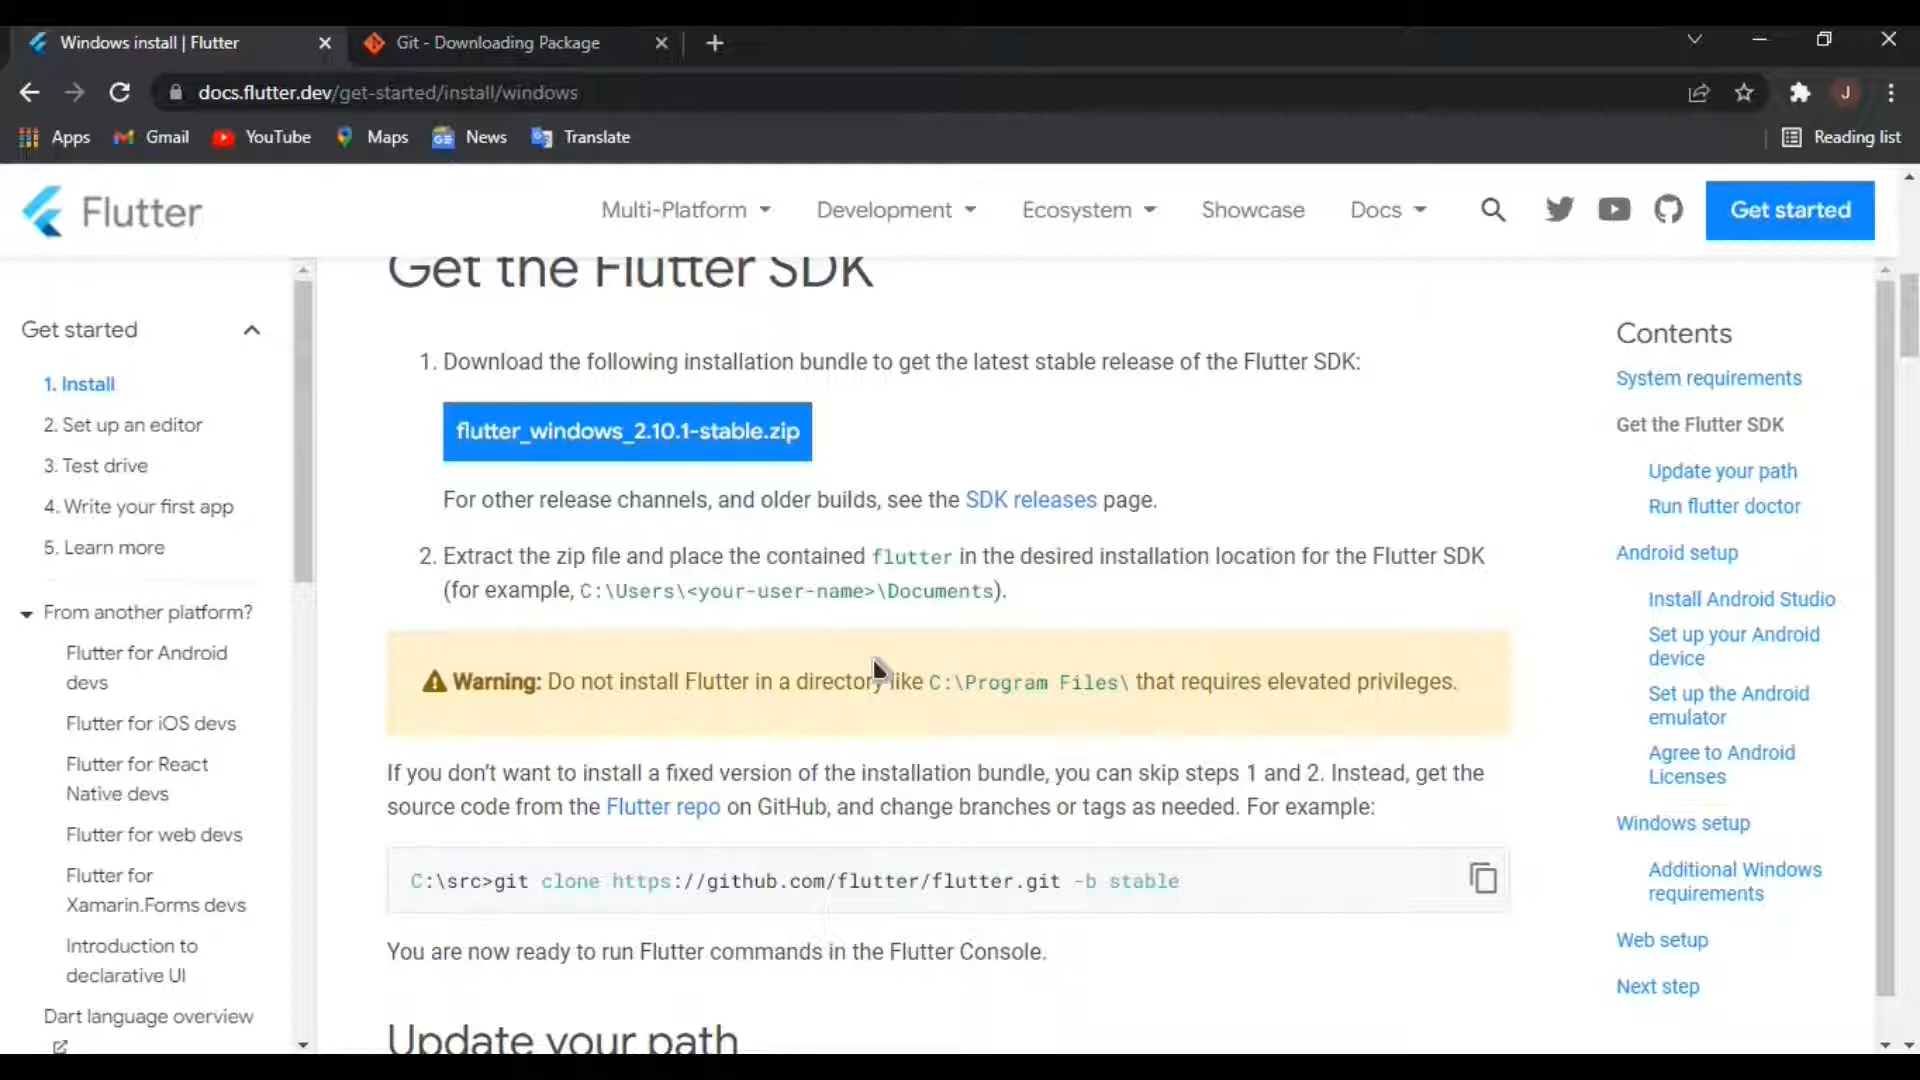 Windows install | Flutter
Git - Downloading Package
docs.flutter.dev/get-started/install/windows
J
Apps
Gmail
YouTube
Maps
News
Translate
Reading list
Flutter
Multi-Platform
Development
Ecosystem
Showcase
Docs
Get started
Get started
1. Install
2. Set up an editor
3. Test drive
4. Write your first app
5. Learn more
From another platform?
Flutter for Android
devs
Flutter for iOS devs
Flutter for React
Native devs
Flutter for web devs
Flutter for
Xamarin.Forms devs
Introduction to
declarative UI
Dart language overview
Get the Flutter SDK
1. Download the following installation bundle to get the latest stable release of the Flutter SDK:
flutter_windows_2.10.1-stable.zip
For other release channels, and older builds, see the SDK releases page.
2. Extract the zip file and place the contained flutter in the desired installation location for the Flutter SDK
(for example, C:\Users\<your-user-name>\Documents).
Warning: Do not install Flutter in a directory like C:\Program Files\ that requires elevated privileges.
If you don't want to install a fixed version of the installation bundle, you can skip steps 1 and 2. Instead, get the
source code from the Flutter repo on GitHub, and change branches or tags as needed. For example:
C:\src>git clone https://github.com/flutter/flutter.git -b stable
You are now ready to run Flutter commands in the Flutter Console.
Update your path
Contents
System requirements
Get the Flutter SDK
Update your path
Run flutter doctor
Android setup
Install Android Studio
Set up your Android
device
Set up the Android
emulator
Agree to Android
Licenses
Windows setup
Additional Windows
requirements
Web setup
Next step